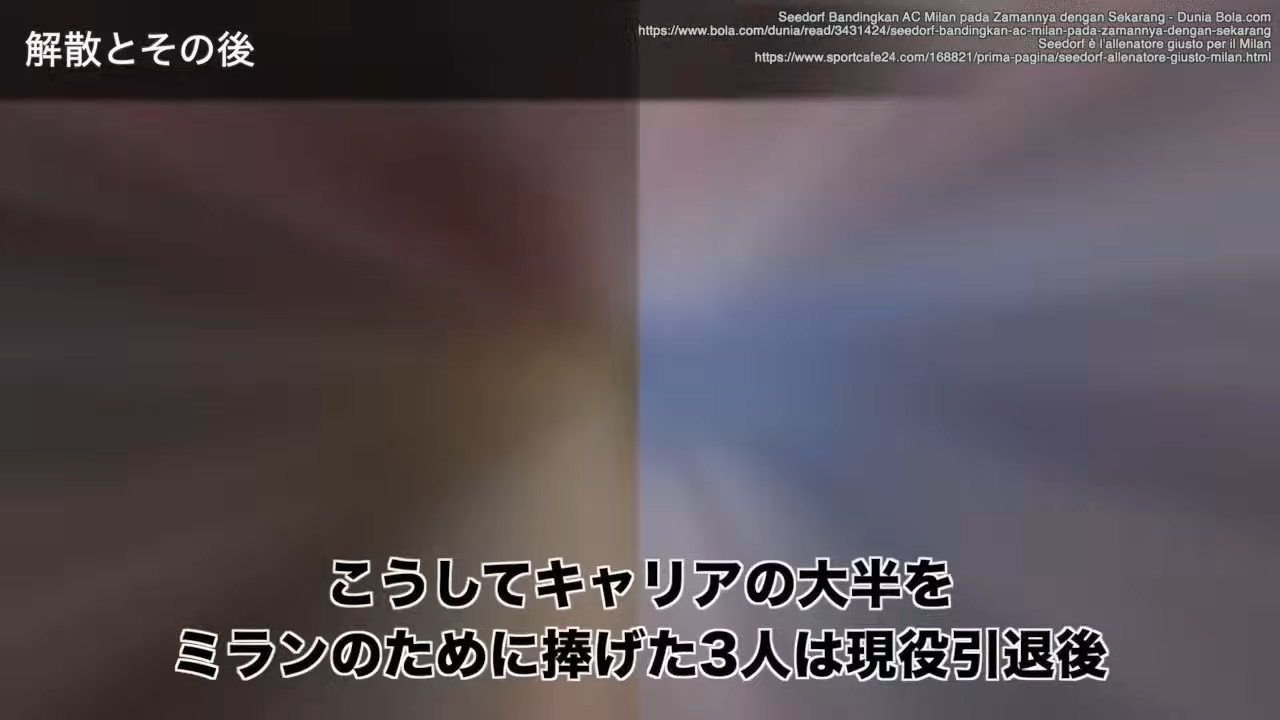 解散とその後
Seedorf Bandingkan AC Milan pada Zamannya dengan Sekarang - Dunia Bola.com
https://www.bola.com/dunia/read/3431424/seedorf-bandingkan-ac-milan-pada-zamannya-dengan-sekarang
Seedorf è l'allenatore giusto per il Milan
https://www.sportcafe24.com/168821/prima-pagina/seedorf-allenatore-giusto-milan.html
こうしてキャリアの大半を
ミランのために捧げた3人は現役引退後